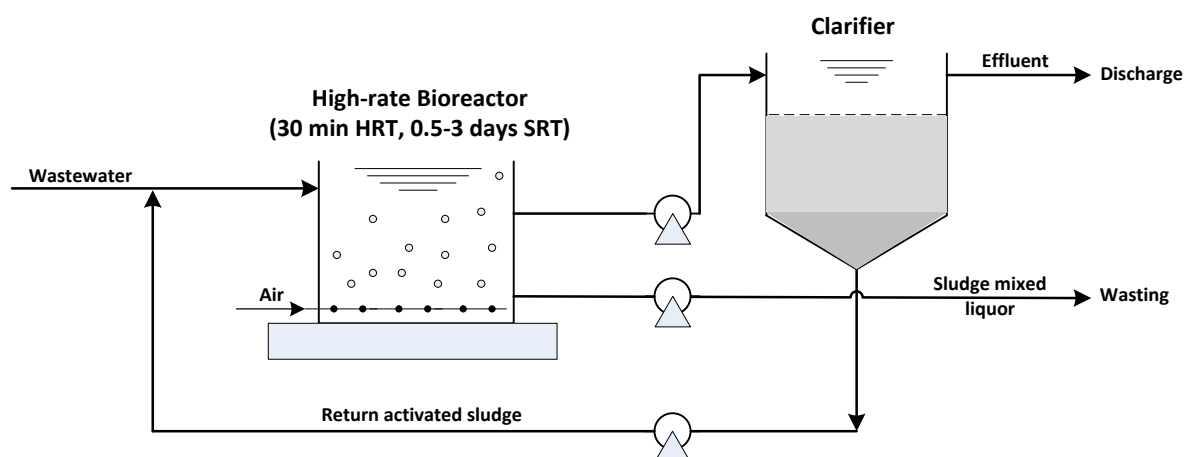 Clarifier
Effluent
Discharge
High-rate Bioreactor
(30 min HRT, 0.5-3 days SRT)
Wastewater
Air
Sludge mixed
liquor
Wasting
Return activated sludge